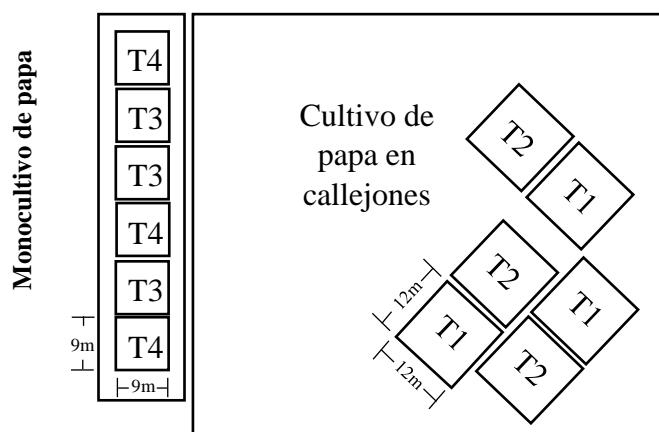 Monocultivo de papa
T4
T3
T3
T4
T3
T4
9m
9m
Cultivo de
papa en
callejones
T2
T1
T2
T1
T1
T2
12m
12m